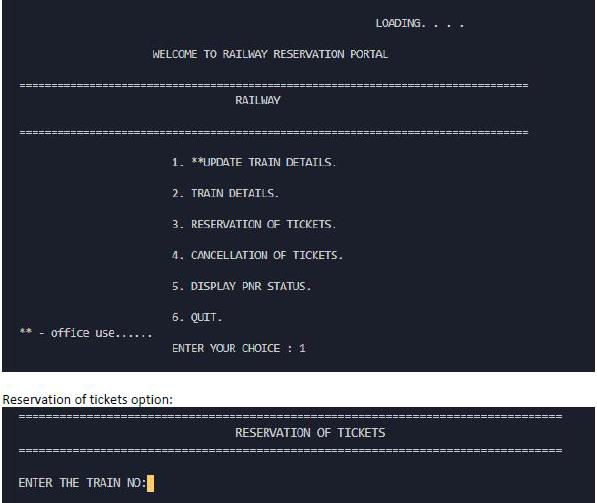 LOADING. . . .
WELCOME TO RAILWAY RESERVATION PORTAL
================================================================================
RAILWAY
================================================================================
1. **UPDATE TRAIN DETAILS.
2. TRAIN DETAILS.
3. RESERVATION OF TICKETS.
4. CANCELLATION OF TICKETS.
5. DISPLAY PNR STATUS.
6. QUIT.
** - office use......
ENTER YOUR CHOICE : 1
Reservation of tickets option:
================================================================================
RESERVATION OF TICKETS
================================================================================
ENTER THE TRAIN NO: